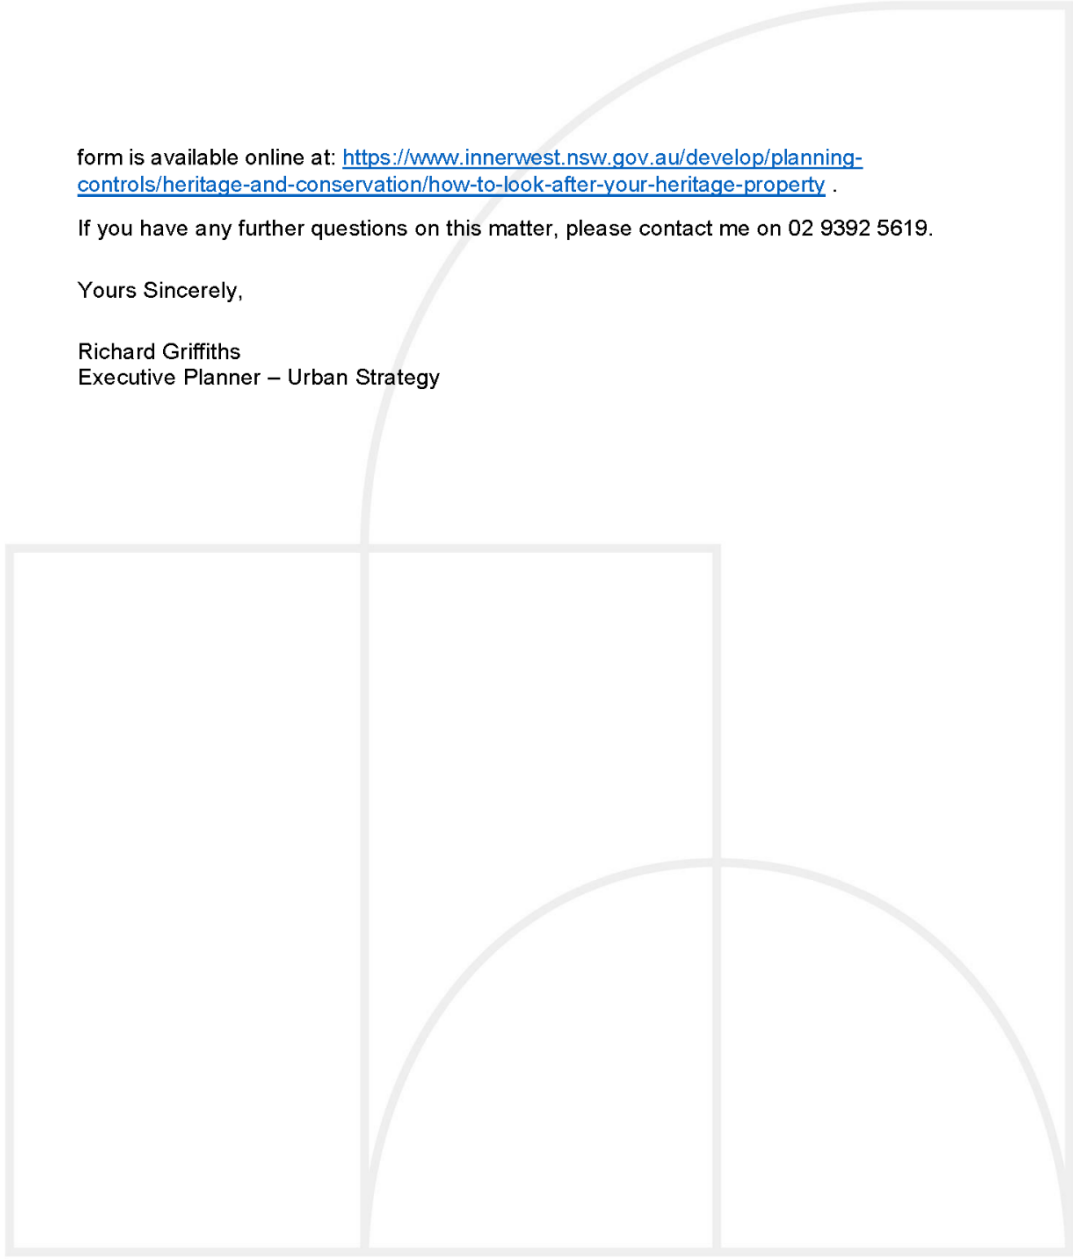 form is available online at: https://www.innerwest.nsw.gov.au/develop/planning-
controls/heritage-and-conservation/how-to-look-after-your-heritage-property .
If you have any further questions on this matter, please contact me on 02 9392 5619.
Yours Sincerely,
Richard Griffiths
Executive Planner – Urban Strategy